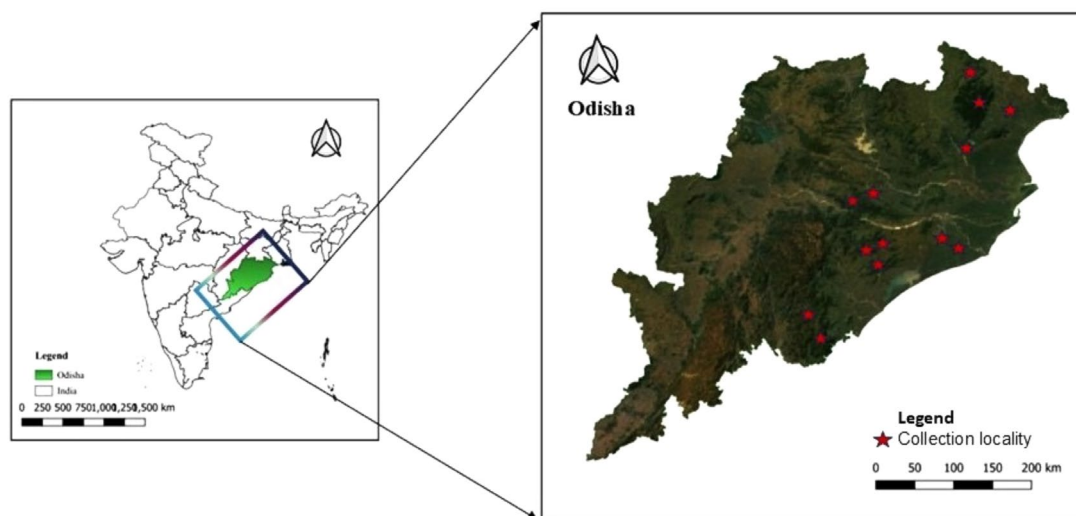 Legend
Odisha
India
0 250 500 7501,0001,2501,500 km
Odisha
Legend
Collection locality
0 50 100 150 200 km